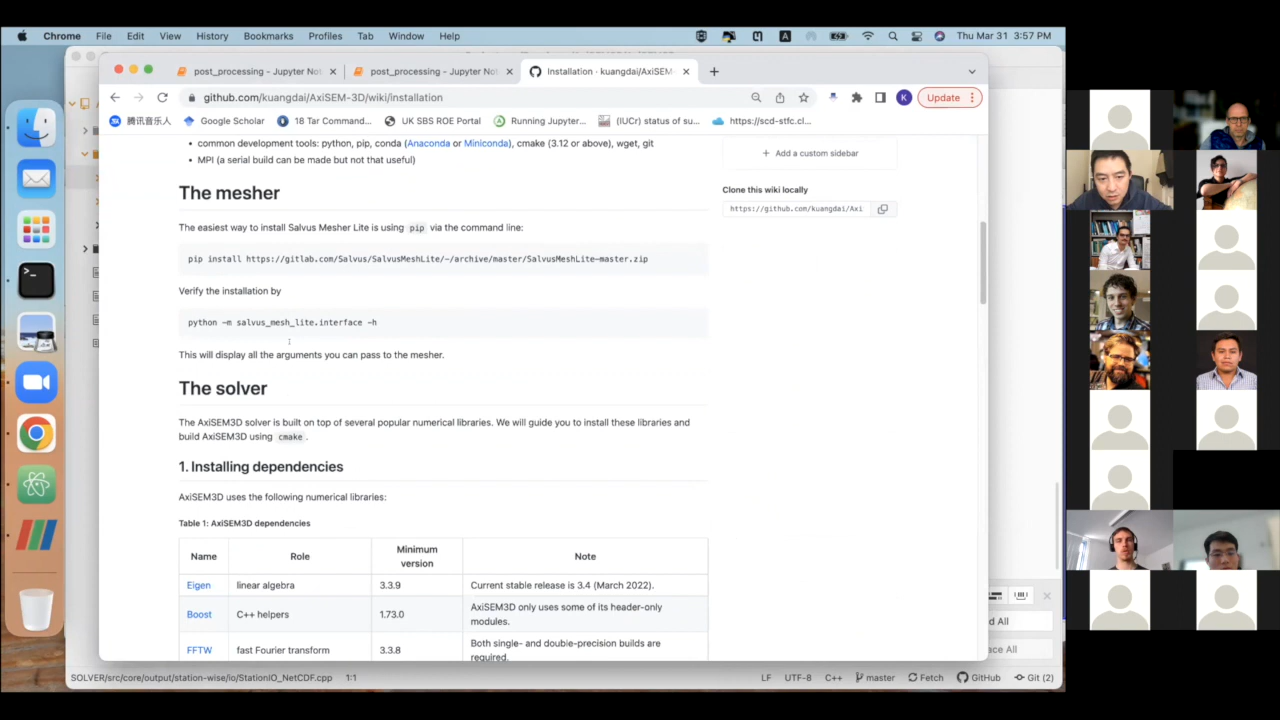 Chrome File Edit View History Bookmarks Profiles Tab Window Help Thu Mar 31 3:57 PM
post_processing - Jupyter No post_processing - Jupyter Not Installation · kuangdai/AxiSEM
github.com/kuangdai/AxiSEM-3D/wiki/installation K Update
腾讯音乐人 Google Scholar 18 Tar Command... UK SBS ROE Portal Running Jupyter... (IUCr) status of su... https://scd-stfc.cl...
• common development tools: python, pip, conda (Anaconda or Miniconda), cmake (3.12 or above), wget, git
• MPI (a serial build can be made but not that useful)
+ Add a custom sidebar
Clone this wiki locally
https://github.com/kuangdai/Axi
The mesher
The easiest way to install Salvus Mesher Lite is using pip via the command line:
pip install https://gitlab.com/Salvus/SalvusMeshLite/-/archive/master/SalvusMeshLite-master.zip
Verify the installation by
python -m salvus_mesh_lite.interface -h
This will display all the arguments you can pass to the mesher.
The solver
The AxiSEM3D solver is built on top of several popular numerical libraries. We will guide you to install these libraries and
build AxiSEM3D using cmake.
1. Installing dependencies
AxiSEM3D uses the following numerical libraries:
Table 1: AxiSEM3D dependencies
Name Role Minimum version Note
Eigen linear algebra 3.3.9 Current stable release is 3.4 (March 2022).
Boost C++ helpers 1.73.0 AxiSEM3D only uses some of its header-only
modules.
FFTW fast Fourier transform 3.3.8 Both single- and double-precision builds are
required.
d All
ace All
SOLVER/src/core/output/station-wise/io/StationIO_NetCDF.cpp 1:1 LF UTF-8 C++ master Fetch GitHub Git (2)